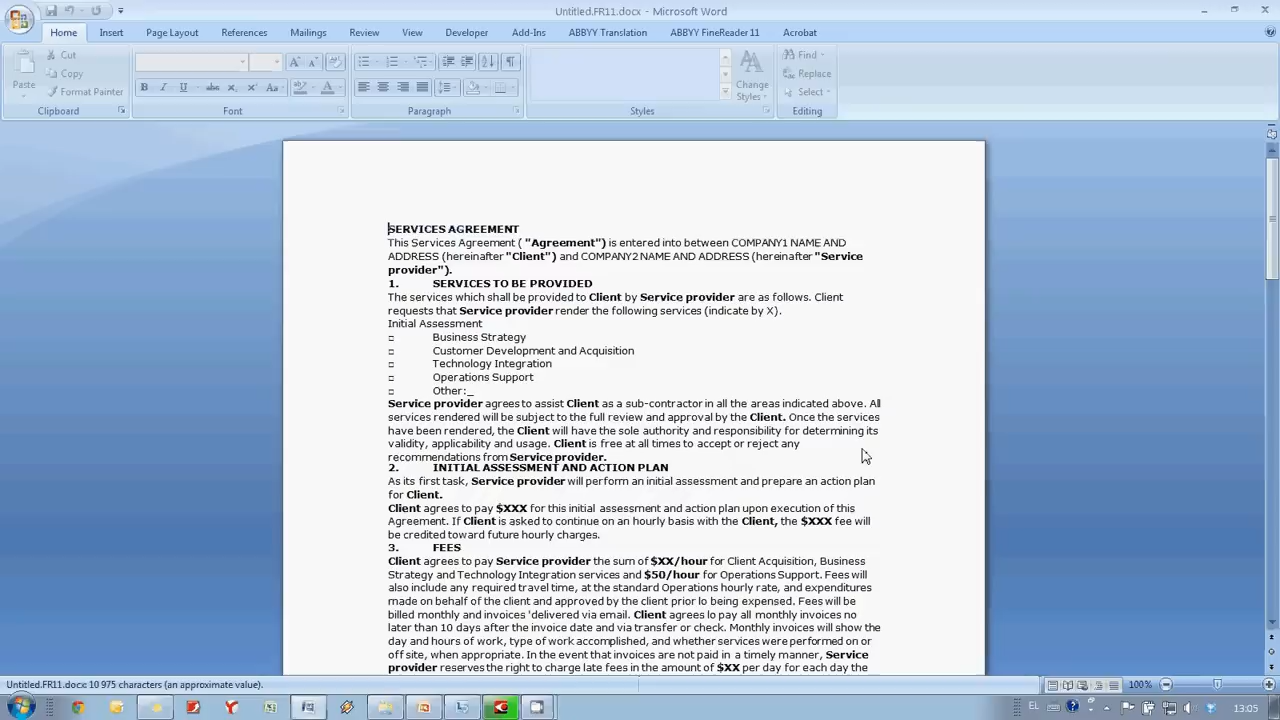 Untitled.FR11.docx - Microsoft Word
Home Insert Page Layout References Mailings Review View Developer Add-Ins ABBYY Translation ABBYY FineReader 11 Acrobat
Paste
Cut
Copy
Format Painter
Clipboard
Font
Paragraph
Change Styles
Styles
Find
Replace
Select
Editing
SERVICES AGREEMENT
This Services Agreement ( "Agreement") is entered into between COMPANY1 NAME AND
ADDRESS (hereinafter "Client") and COMPANY2 NAME AND ADDRESS (hereinafter "Service
provider").
1. SERVICES TO BE PROVIDED
The services which shall be provided to Client by Service provider are as follows. Client
requests that Service provider render the following services (indicate by X).
Initial Assessment
□ Business Strategy
□ Customer Development and Acquisition
□ Technology Integration
□ Operations Support
□ Other:_
Service provider agrees to assist Client as a sub-contractor in all the areas indicated above. All
services rendered will be subject to the full review and approval by the Client. Once the services
have been rendered, the Client will have the sole authority and responsibility for determining its
validity, applicability and usage. Client is free at all times to accept or reject any
recommendations from Service provider.
2. INITIAL ASSESSMENT AND ACTION PLAN
As its first task, Service provider will perform an initial assessment and prepare an action plan
for Client.
Client agrees to pay $XXX for this initial assessment and action plan upon execution of this
Agreement. If Client is asked to continue on an hourly basis with the Client, the $XXX fee will
be credited toward future hourly charges.
3. FEES
Client agrees to pay Service provider the sum of $XX/hour for Client Acquisition, Business
Strategy and Technology Integration services and $50/hour for Operations Support. Fees will
also include any required travel time, at the standard Operations hourly rate, and expenditures
made on behalf of the client and approved by the client prior lo being expensed. Fees will be
billed monthly and invoices 'delivered via email. Client agrees lo pay all monthly invoices no
later than 10 days after the invoice date and via transfer or check. Monthly invoices will show the
day and hours of work, type of work accomplished, and whether services were performed on or
off site, when appropriate. In the event that invoices are not paid in a timely manner, Service
provider reserves the right to charge late fees in the amount of $XX per day for each day the
Untitled.FR11.docx: 10 975 characters (an approximate value).
100%
EL
13:05